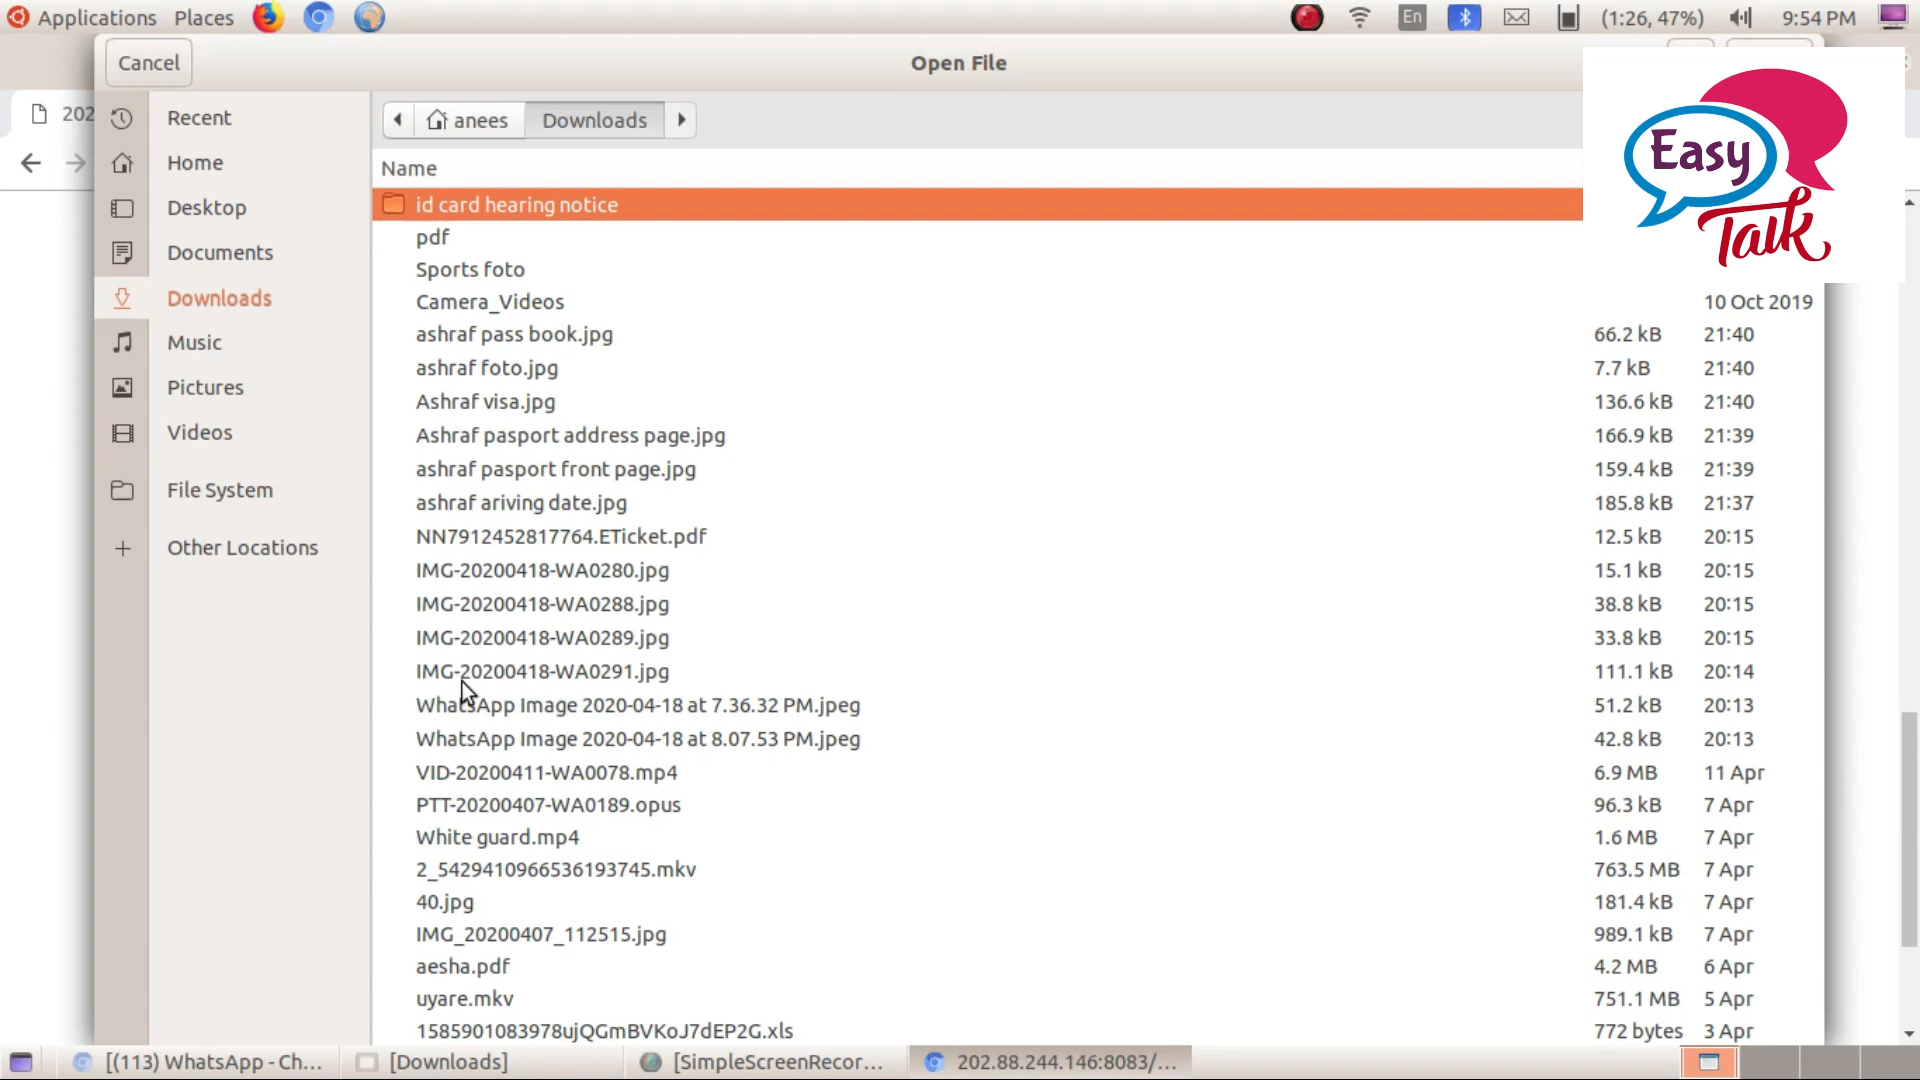 Applications Places En (1:26, 47%) 9:54 PM
Cancel Open File
202
Recent
Home
Desktop
Documents
Downloads
Music
Pictures
Videos
File System
Other Locations
anees Downloads
Name
id card hearing notice
pdf
Sports foto
Camera_Videos 10 Oct 2019
ashraf pass book.jpg 66.2 kB 21:40
ashraf foto.jpg 7.7 kB 21:40
Ashraf visa.jpg 136.6 kB 21:40
Ashraf pasport address page.jpg 166.9 kB 21:39
ashraf pasport front page.jpg 159.4 kB 21:39
ashraf ariving date.jpg 185.8 kB 21:37
NN7912452817764.ETicket.pdf 12.5 kB 20:15
IMG-20200418-WA0280.jpg 15.1 kB 20:15
IMG-20200418-WA0288.jpg 38.8 kB 20:15
IMG-20200418-WA0289.jpg 33.8 kB 20:15
IMG-20200418-WA0291.jpg 111.1 kB 20:14
WhatsApp Image 2020-04-18 at 7.36.32 PM.jpeg 51.2 kB 20:13
WhatsApp Image 2020-04-18 at 8.07.53 PM.jpeg 42.8 kB 20:13
VID-20200411-WA0078.mp4 6.9 MB 11 Apr
PTT-20200407-WA0189.opus 96.3 kB 7 Apr
White guard.mp4 1.6 MB 7 Apr
2_5429410966536193745.mkv 763.5 MB 7 Apr
40.jpg 181.4 kB 7 Apr
IMG_20200407_112515.jpg 989.1 kB 7 Apr
aesha.pdf 4.2 MB 6 Apr
uyare.mkv 751.1 MB 5 Apr
1585901083978ujQGmBVKoJ7dEP2G.xls 772 bytes 3 Apr
Easy
Talk
[(113) WhatsApp - Ch... [Downloads] [SimpleScreenRecor... 202.88.244.146:8083/...